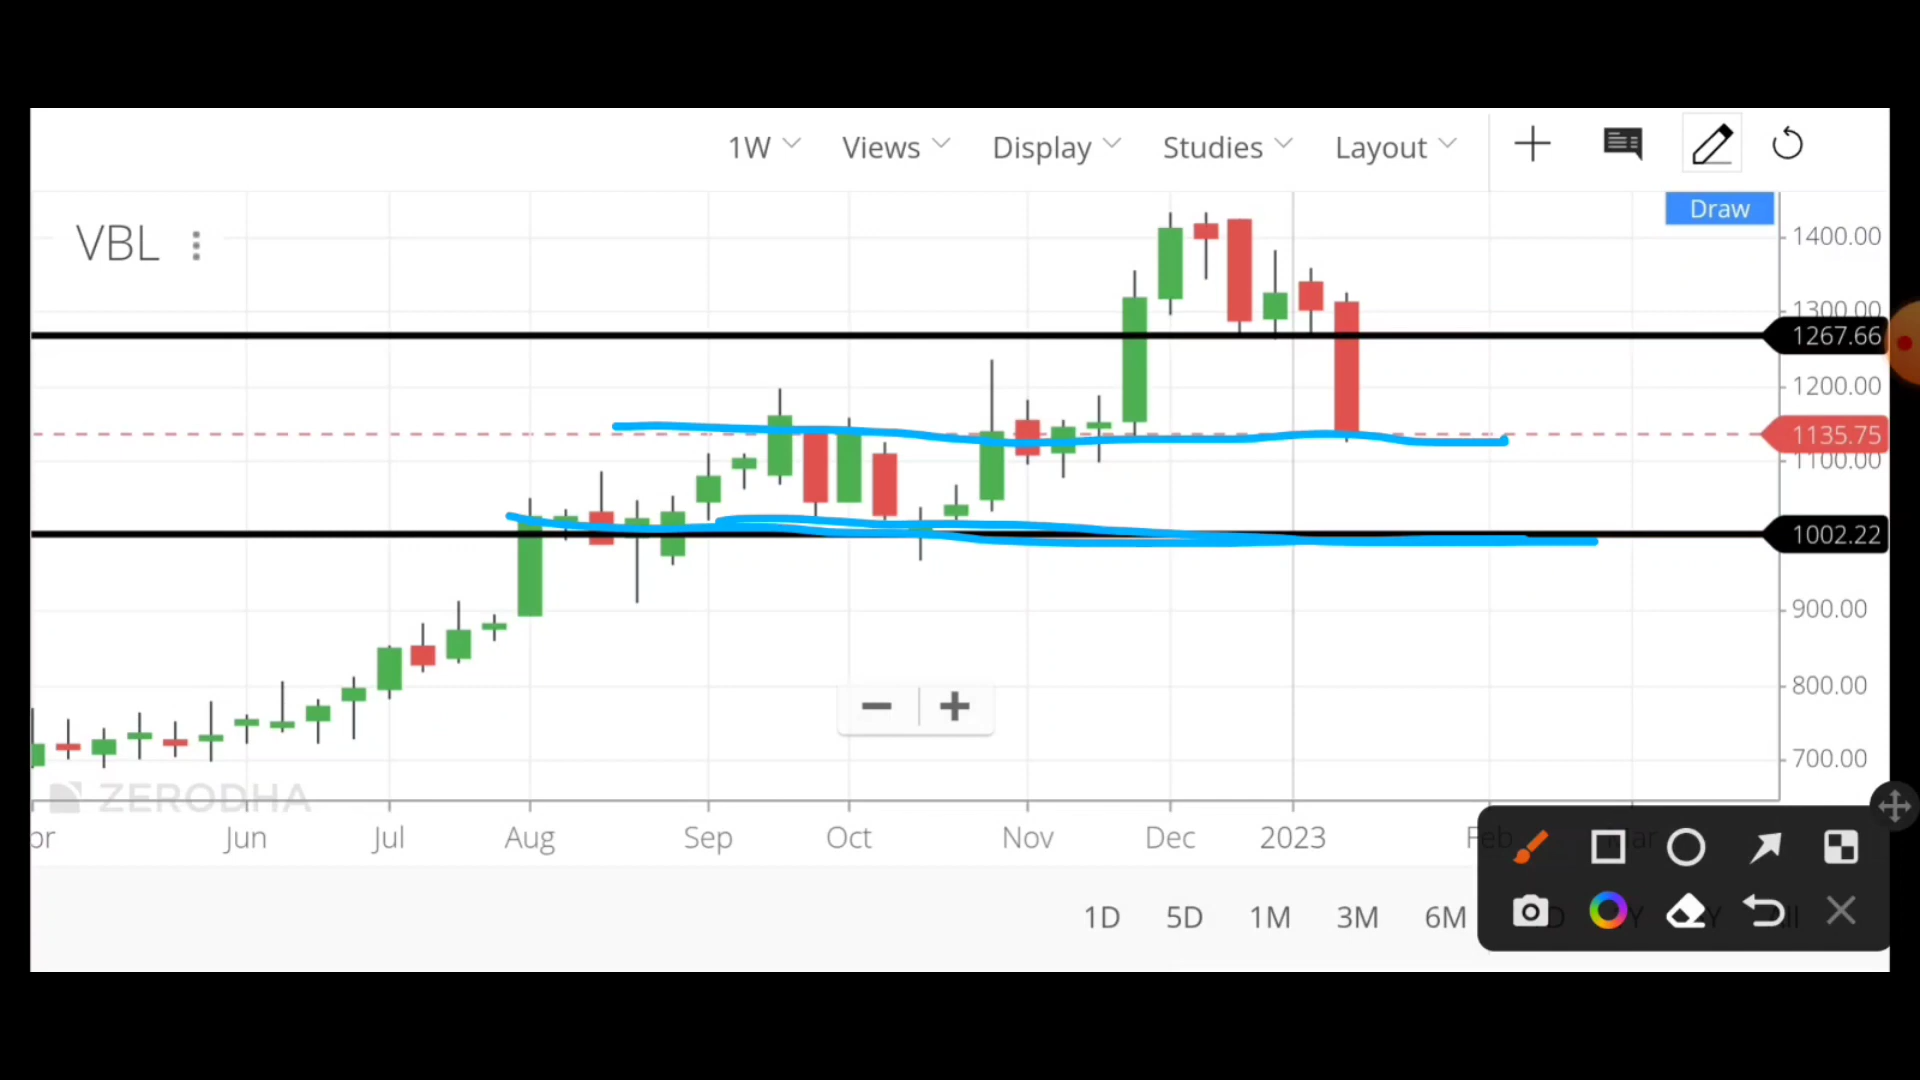 1W Views Display Studies Layout
Draw
VBL
1400.00
1300.00
1267.66
1200.00
1135.75
1100.00
1002.22
900.00
800.00
700.00
ZERODHA
Jun Jul Aug Sep Oct Nov Dec 2023 Feb
1D 5D 1M 3M 6M